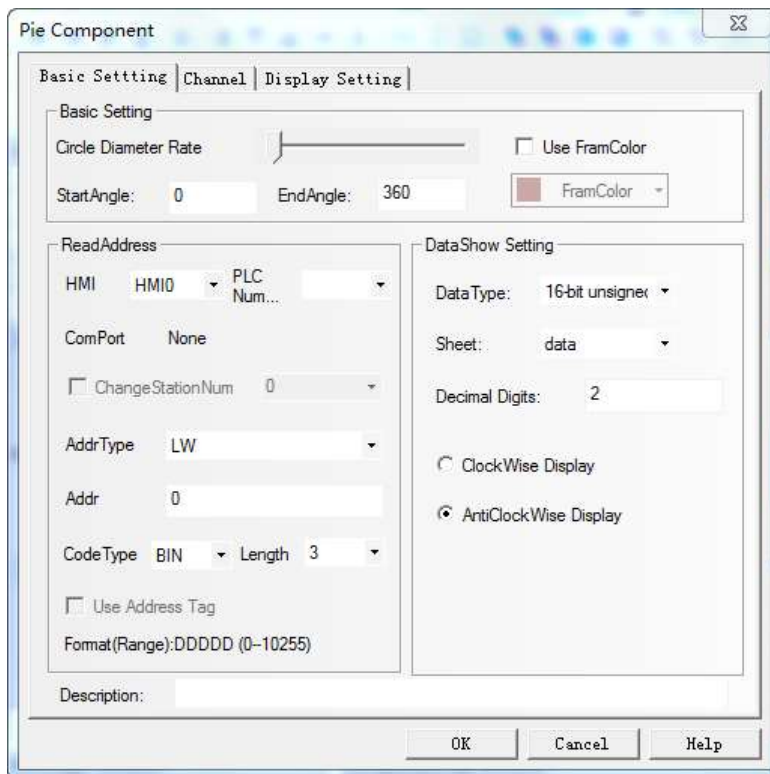 Pie Component
Basic Settting Channel Display Setting
Basic Setting
Circle Diameter Rate
Use FramColor
StartAngle: 0 EndAngle: 360 FramColor
ReadAddress
HMI HMI0 PLC Num...
ComPort None
ChangeStationNum 0
AddrType LW
Addr 0
CodeType BIN Length 3
Use Address Tag
Format(Range):DDDDD (0--10255)
DataShow Setting
DataType: 16-bit unsigned
Sheet: data
Decimal Digits: 2
ClockWise Display
AntiClockWise Display
Description:
OK Cancel Help